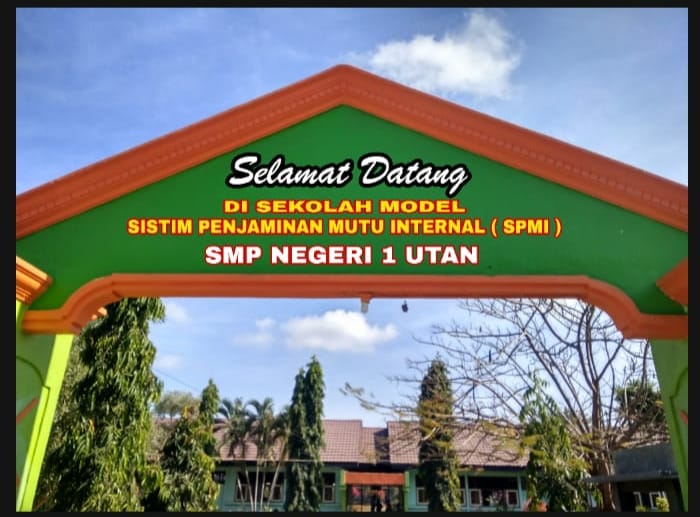 Selamat Datang
DI SEKOLAH MODEL
SISTIM PENJAMINAN MUTU INTERNAL ( SPMI )
SMP NEGERI 1 UTAN